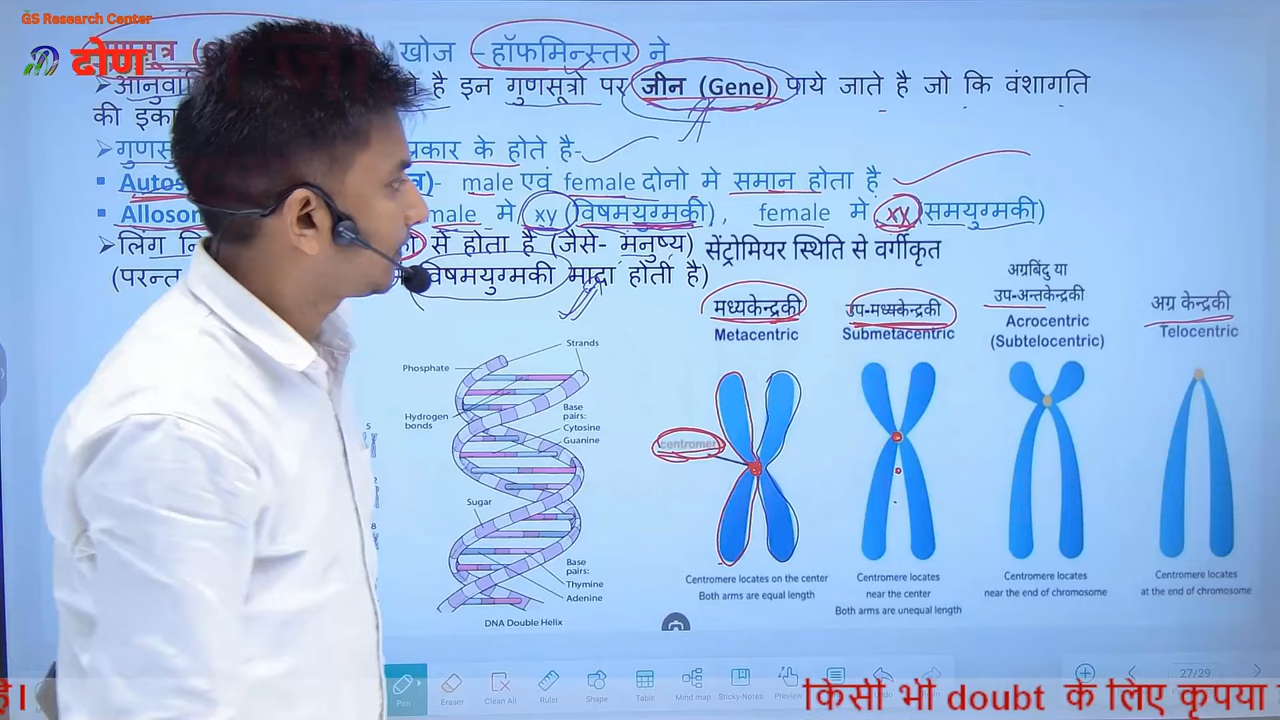 GS Research Center
द्रोण
खोज – हॉफमिन्स्तर ने
➢आनुवां है इन गुणसूत्रो पर जीन (Gene) पाये जाते है जो कि वंशागति
की इका
➢गुणसू प्रकार के होते है-
▪ Autos male एवं female दोनो मे समान होता है
▪ Alloson male मे xy (विषमयुग्मकी), female मे xy(समयुग्मकी)
➢लिंग नि से होता है (जैसे- मनुष्य) सेंट्रोमियर स्थिति से वर्गीकृत
(परन्त विषमयुग्मकी मादा होती है)
मध्यकेन्द्रकी
Metacentric
उप-मध्यकेन्द्रकी
Submetacentric
अग्रबिंदु या
उप-अन्तकेन्द्रकी
Acrocentric
(Subtelocentric)
अग्र केन्द्रकी
Telocentric
Strands
Phosphate
Hydrogen
bonds
Base
pairs:
Cytosine
Guanine
Sugar
Base
pairs:
Thymine
Adenine
DNA Double Helix
centromer
Centromere locates on the center
Both arms are equal length
Centromere locates
near the center
Both arms are unequal length
Centromere locates
near the end of chromosome
Centromere locates
at the end of chromosome
Pen
Eraser
Clean All
Ruler
Shape
Table
Mind map
Sticky-Notes
Preview
27/29
है। किसी भी doubt के लिए कृपया